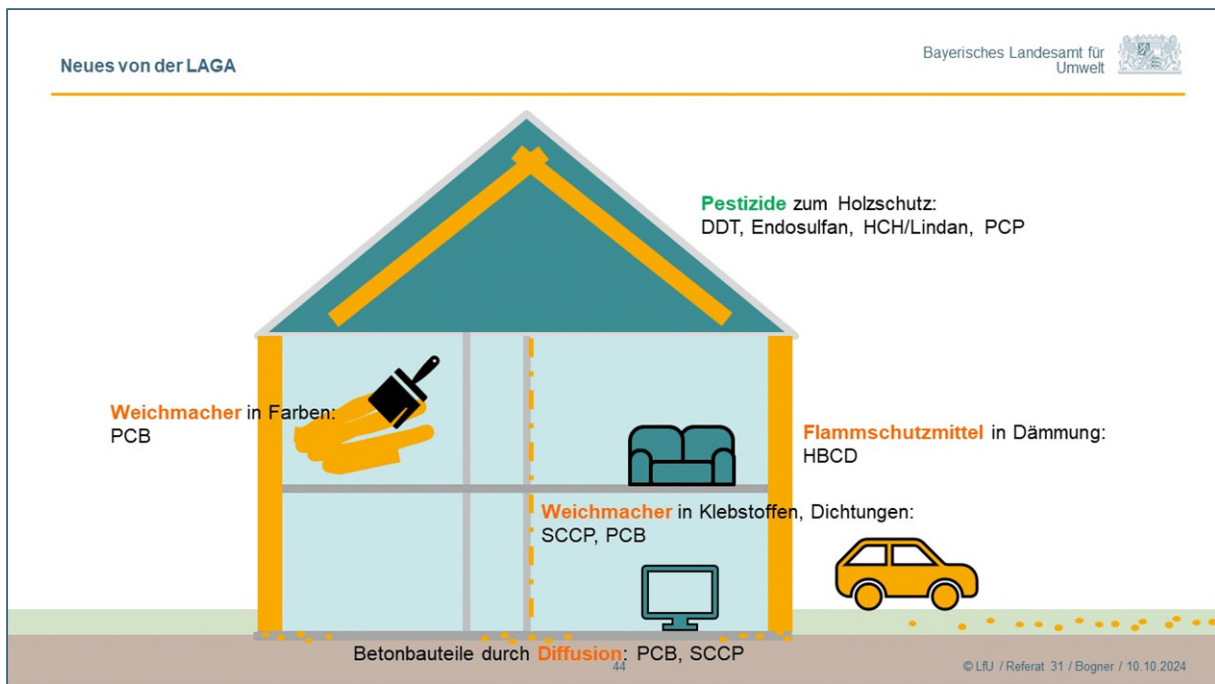 Neues von der LAGA
Bayerisches Landesamt für
Umwelt
Pestizide zum Holzschutz:
DDT, Endosulfan, HCH/Lindan, PCP
Weichmacher in Farben:
PCB
Flammschutzmittel in Dämmung:
HBCD
Weichmacher in Klebstoffen, Dichtungen:
SCCP, PCB
Betonbauteile durch Diffusion: PCB, SCCP
44
© LfU / Referat 31 / Bogner / 10.10.2024